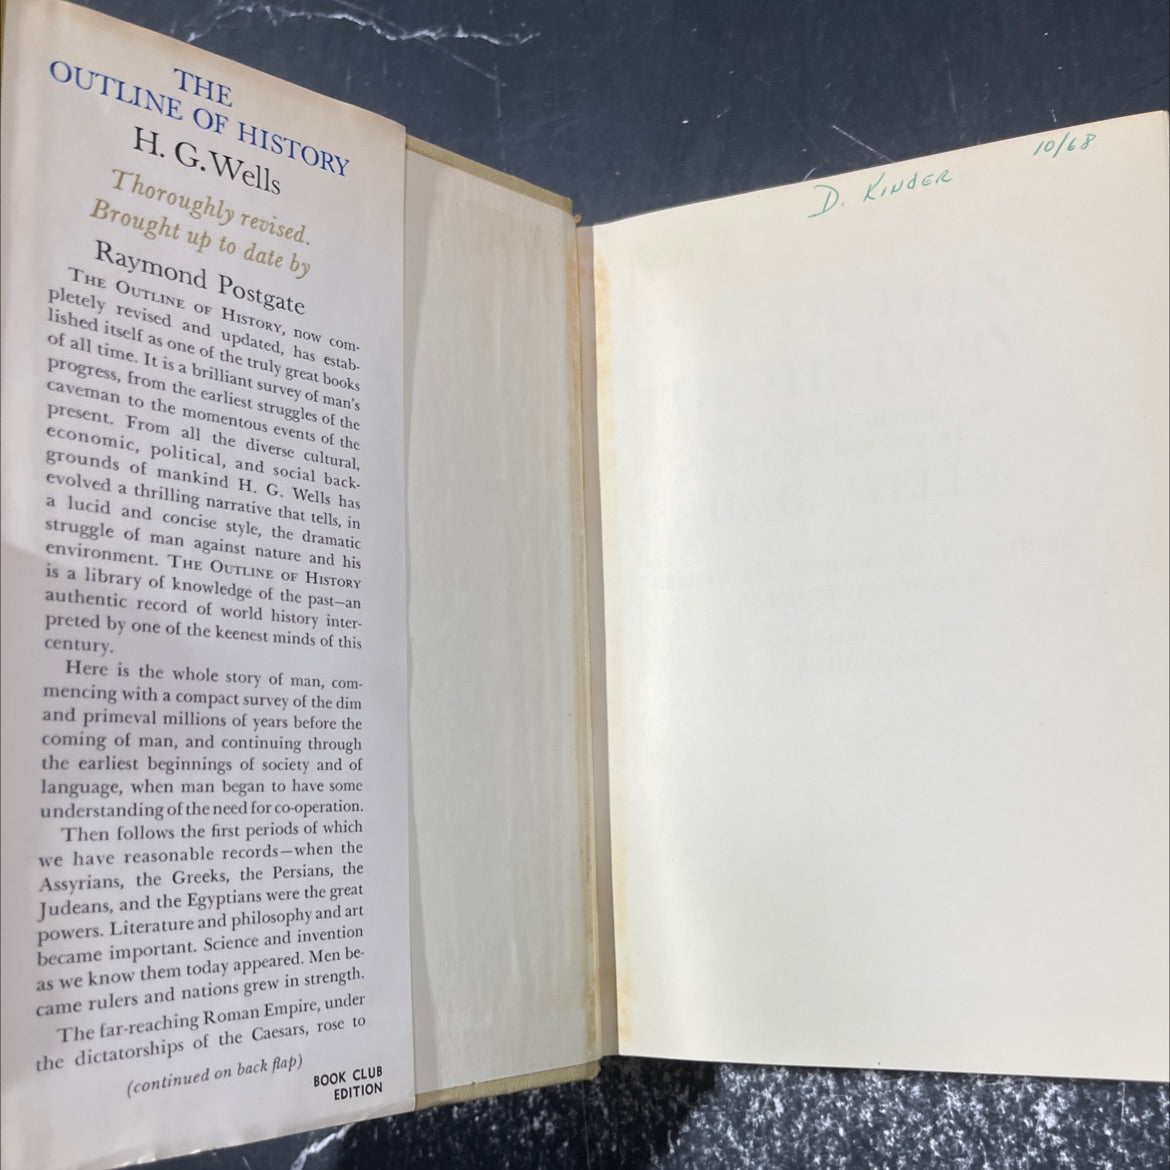 THE
OUTLINE OF HISTORY
H. G. Wells
Thoroughly revised.
Brought up to date by
Raymond Postgate
THE OUTLINE OF HISTORY, now com-
pletely revised and updated, has estab-
lished itself as one of the truly great books
of all time. It is a brilliant survey of man's
progress, from the earliest struggles of the
caveman to the momentous events of the
present. From all the diverse cultural,
economic, political, and social back-
grounds of mankind H. G. Wells has
evolved a thrilling narrative that tells, in
a lucid and concise style, the dramatic
struggle of man against nature and his
environment. THE OUTLINE OF HISTORY
is a library of knowledge of the past—an
authentic record of world history inter-
preted by one of the keenest minds of this
century.
Here is the whole story of man, com-
mencing with a compact survey of the dim
and primeval millions of years before the
coming of man, and continuing through
the earliest beginnings of society and of
language, when man began to have some
understanding of the need for co-operation.
Then follows the first periods of which
we have reasonable records—when the
Assyrians, the Greeks, the Persians, the
Judeans, and the Egyptians were the great
powers. Literature and philosophy and art
became important. Science and invention
as we know them today appeared. Men be-
came rulers and nations grew in strength.
The far-reaching Roman Empire, under
the dictatorships of the Caesars, rose to
(continued on back flap)
BOOK CLUB
EDITION
10/68
D. KINDER